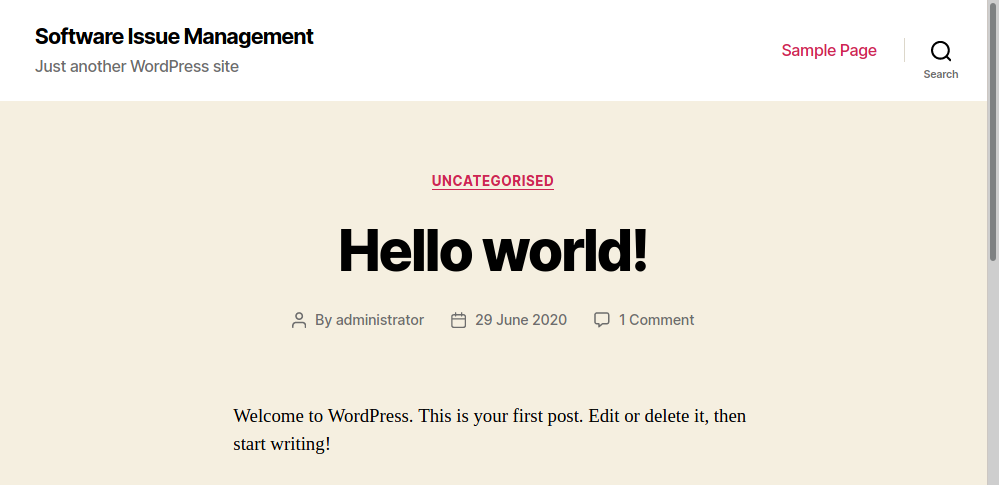 Software Issue Management
Just another WordPress site
Sample Page
Search
UNCATEGORISED
Hello world!
By administrator 29 June 2020 1 Comment
Welcome to WordPress. This is your first post. Edit or delete it, then
start writing!